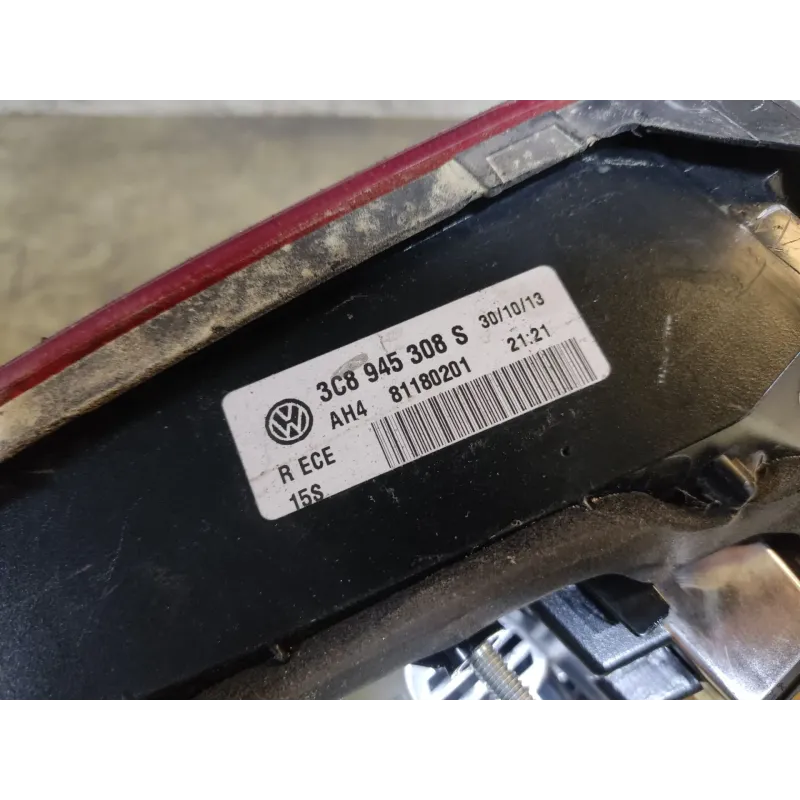 3C8 945 308 S 30/10/13
AH4 81180201 21:21
R ECE
15S